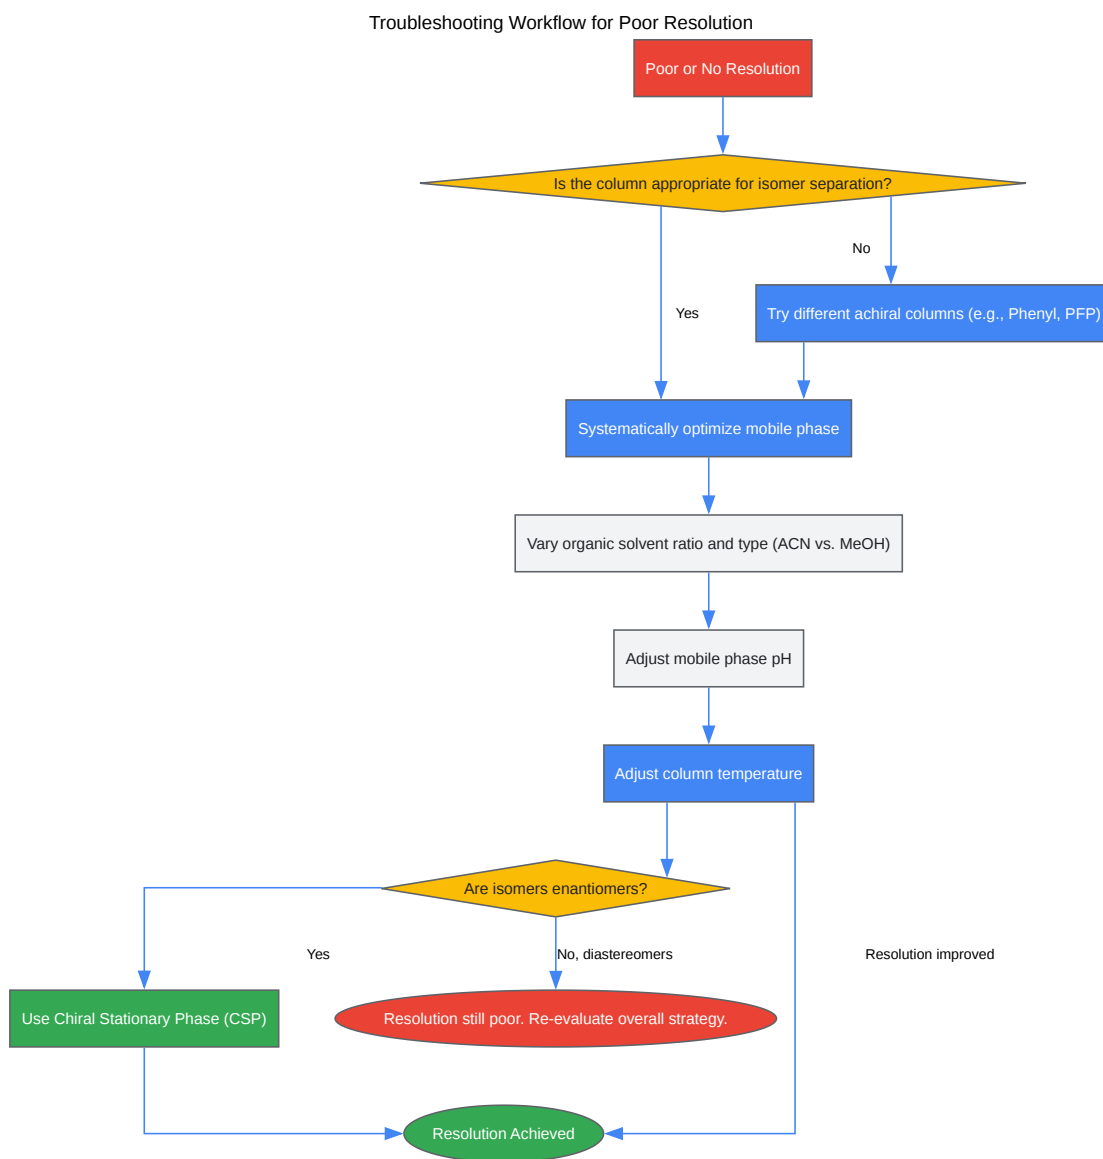 Troubleshooting Workflow for Poor Resolution
Poor or No Resolution
Is the column appropriate for isomer separation?
No
Yes
Try different achiral columns (e.g., Phenyl, PFP)
Systematically optimize mobile phase
Vary organic solvent ratio and type (ACN vs. MeOH)
Adjust mobile phase pH
Adjust column temperature
Are isomers enantiomers?
Yes
No, diastereomers
Resolution improved
Use Chiral Stationary Phase (CSP)
Resolution still poor. Re-evaluate overall strategy.
Resolution Achieved